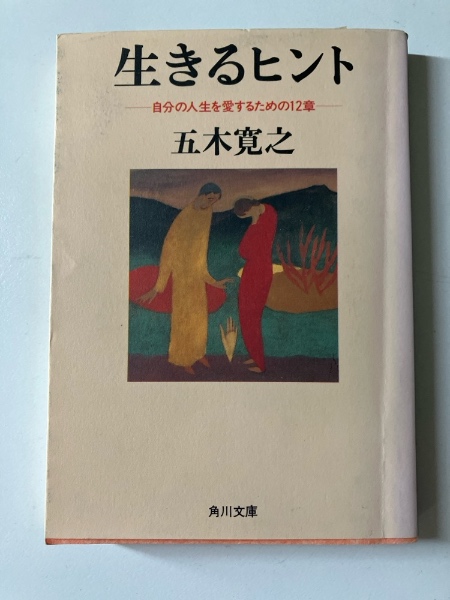 生きるヒント
―自分の人生を愛するための12章―
五木寛之
角川文庫